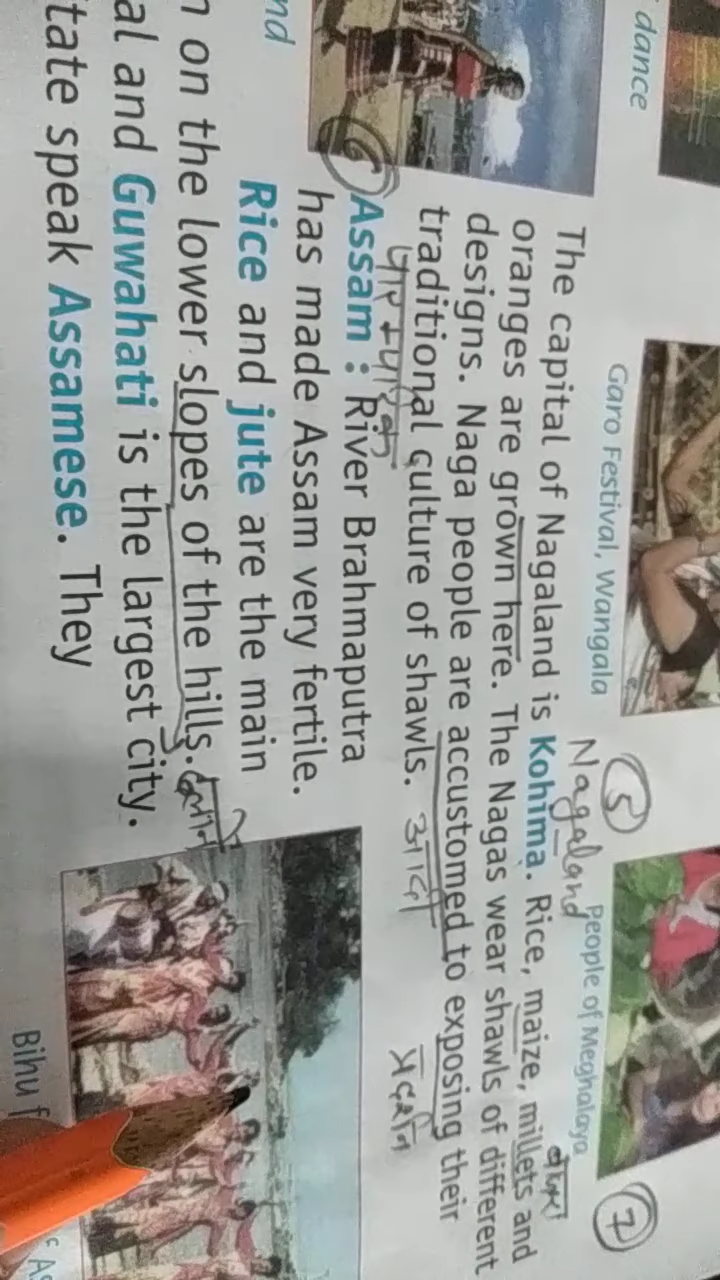 dance
Garo Festival, Wangala
People of Meghalaya
5
Nagaland
7
The capital of Nagaland is Kohima. Rice, maize, millets and
oranges are grown here. The Nagas wear shawls of different
designs. Naga people are accustomed to exposing their
traditional culture of shawls.
6
Assam : River Brahmaputra
has made Assam very fertile.
nd
Rice and jute are the main
on the lower slopes of the hills.
al and Guwahati is the largest city.
tate speak Assamese. They
Bihu f